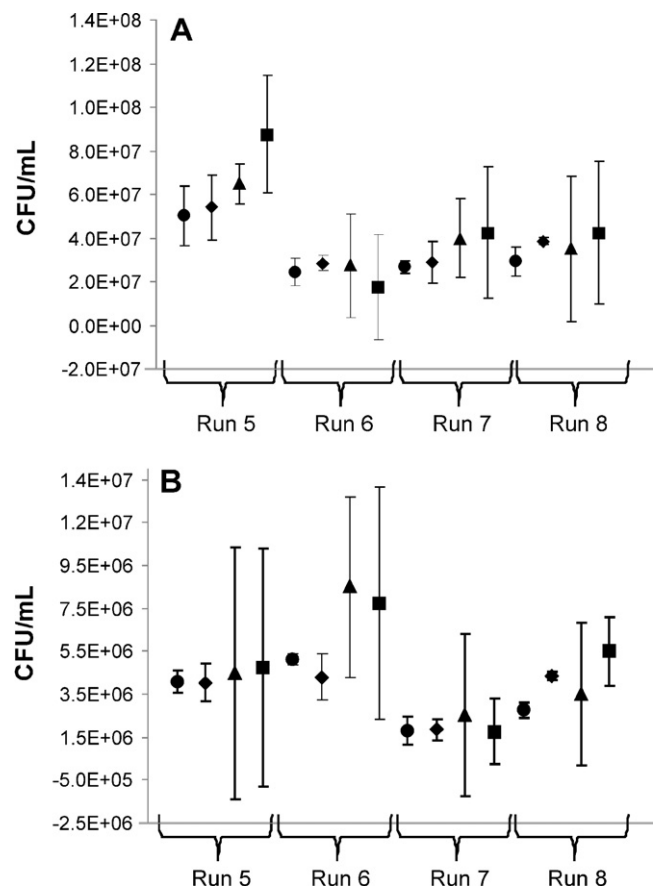 A
CFU/mL
1.4E+08
1.2E+08
1.0E+08
8.0E+07
6.0E+07
4.0E+07
2.0E+07
0.0E+00
-2.0E+07
Run 5 Run 6 Run 7 Run 8
B
CFU/mL
1.4E+07
1.2E+07
9.5E+06
7.5E+06
5.5E+06
3.5E+06
1.5E+06
-5.0E+05
-2.5E+06
Run 5 Run 6 Run 7 Run 8